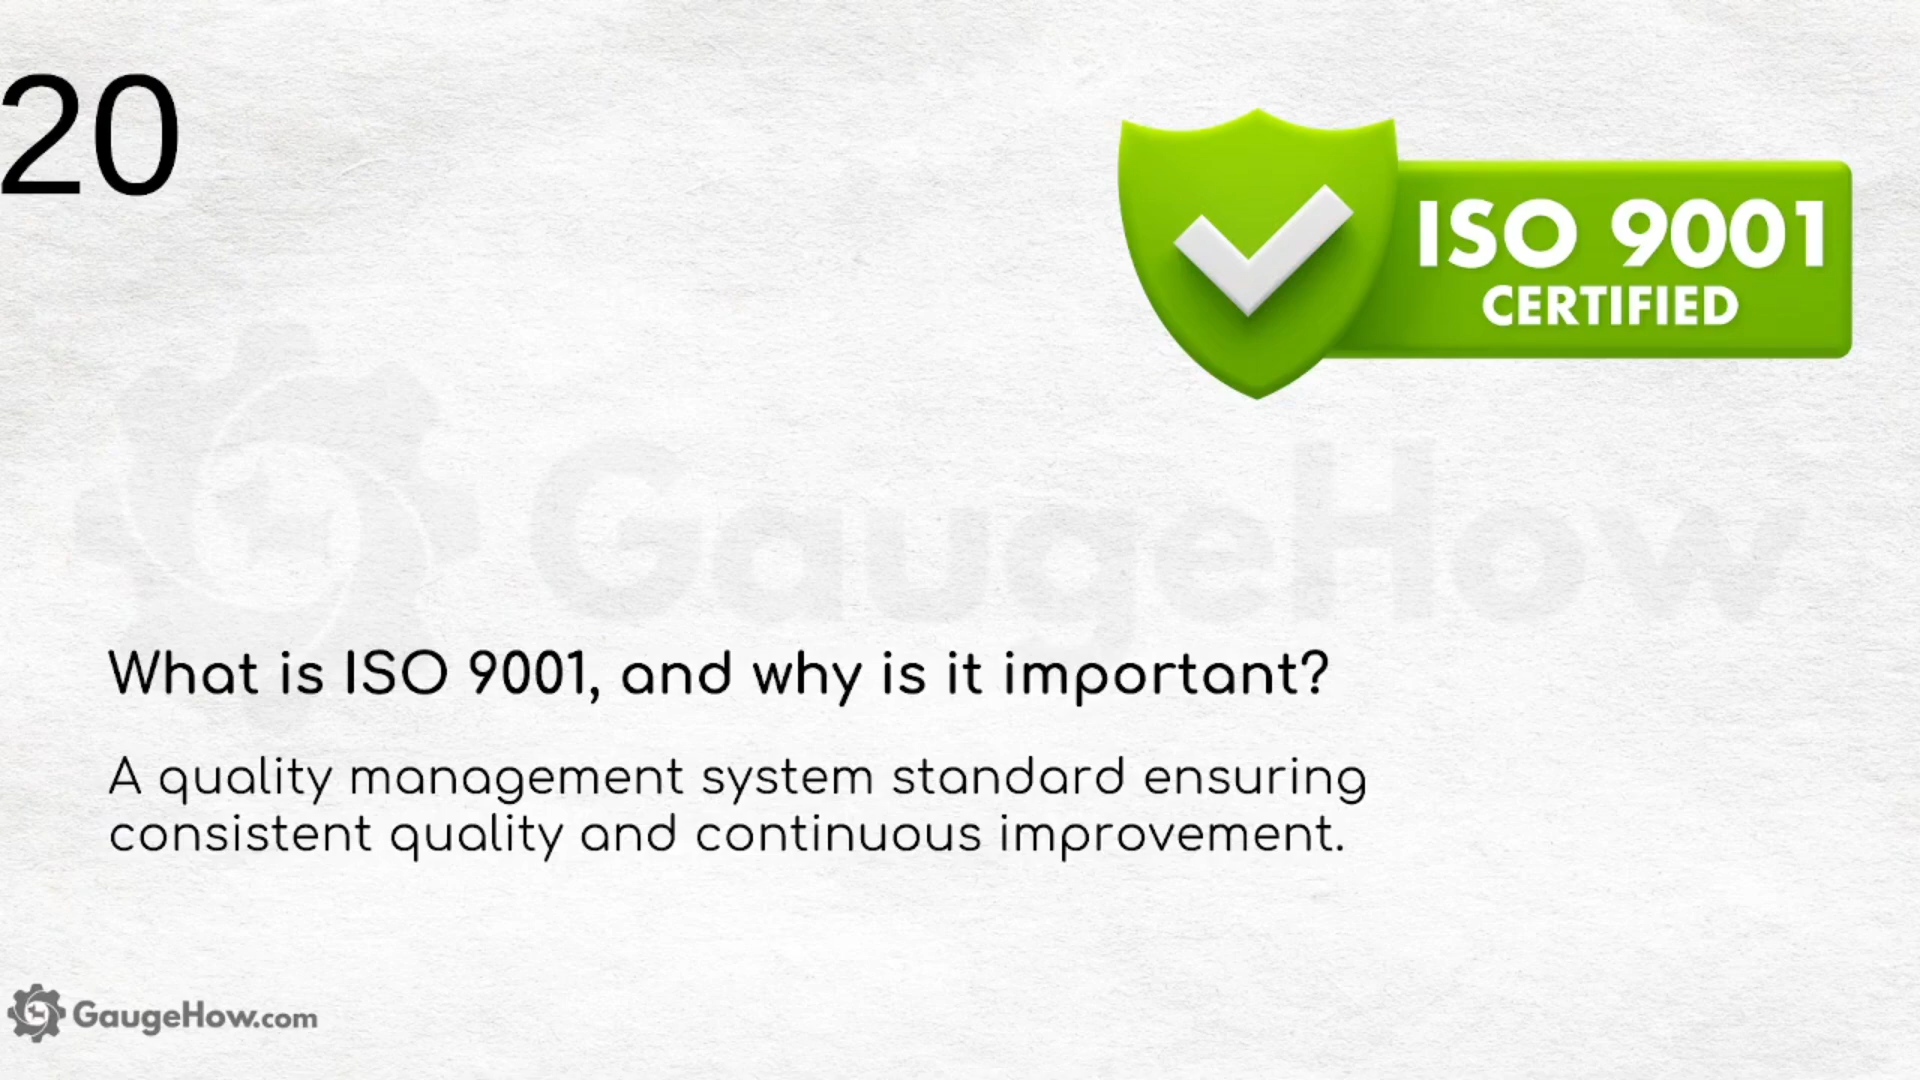 20
ISO 9001
CERTIFIED
GaugeHow
What is ISO 9001, and why is it important?
A quality management system standard ensuring
consistent quality and continuous improvement.
GaugeHow.com